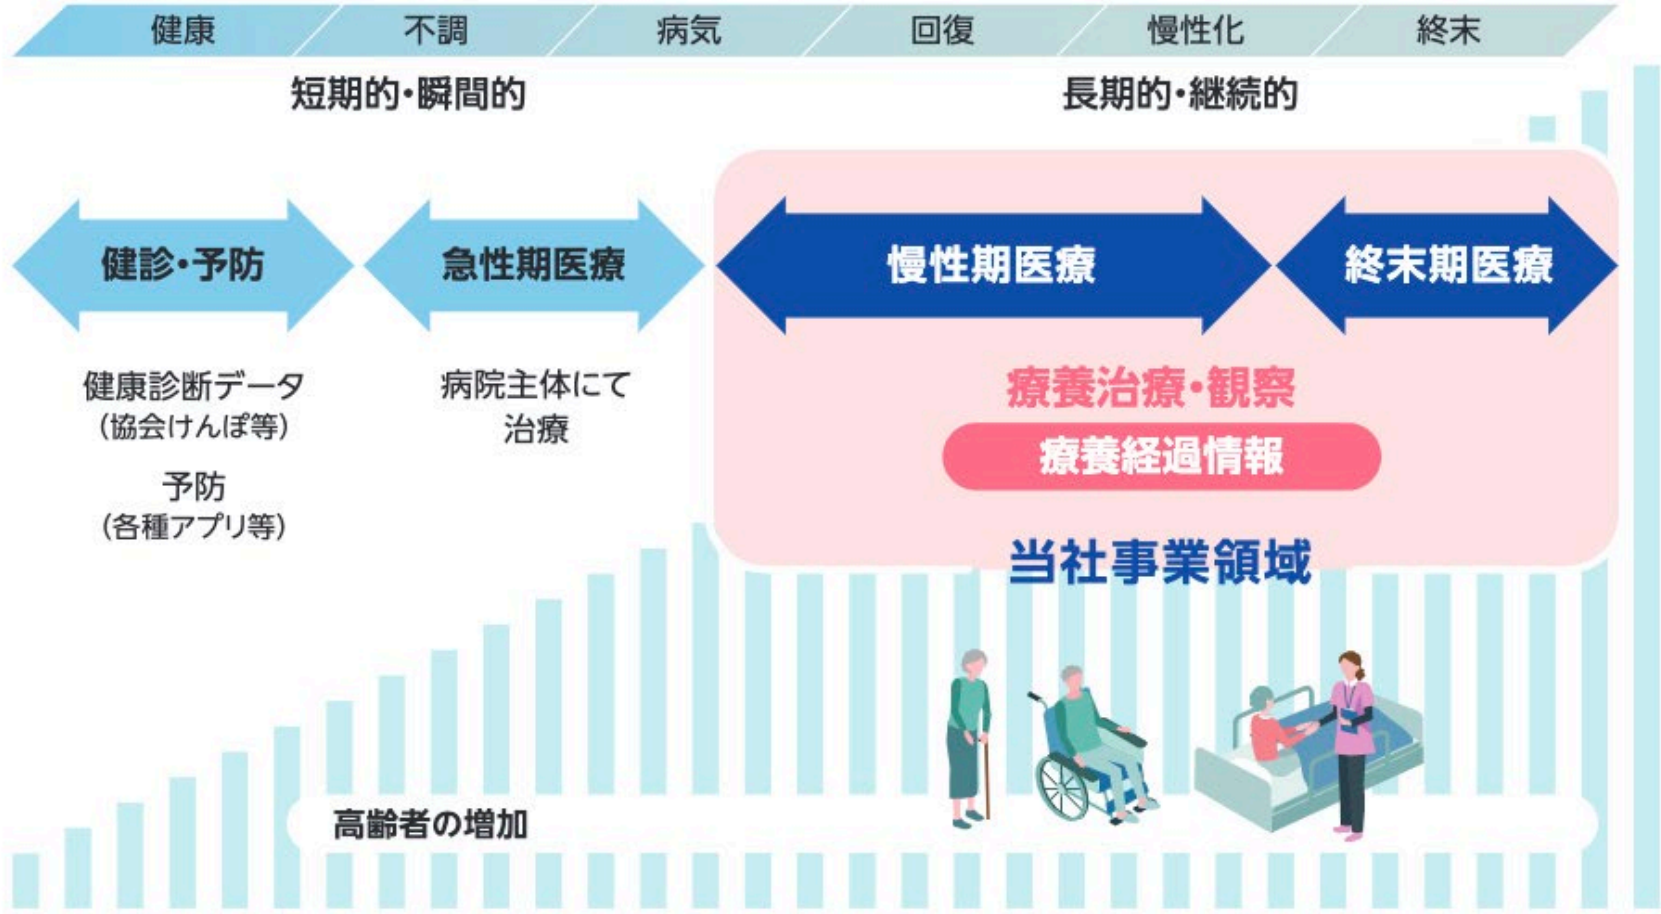 健康
不調
病気
回復
慢性化
終末
短期的・瞬間的
長期的・継続的
健診・予防
急性期医療
慢性期医療
終末期医療
健康診断データ
（協会けんぽ等）
予防
（各種アプリ等）
病院主体にて
治療
療養治療・観察
療養経過情報
当社事業領域
高齢者の増加